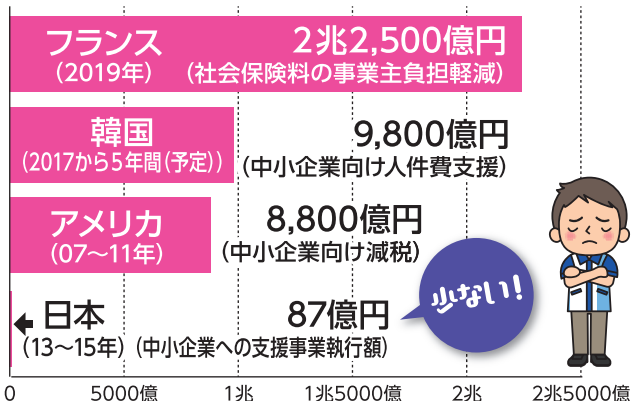 フランス 2兆2,500億円
(2019年) (社会保険料の事業主負担軽減)
韓国 9,800億円
(2017から5年間(予定)) (中小企業向け人件費支援)
アメリカ 8,800億円
(07〜11年) (中小企業向け減税)
少ない!
日本 87億円
(13〜15年) (中小企業への支援事業執行額)
0 5000億 1兆 1兆5000億 2兆 2兆5000億